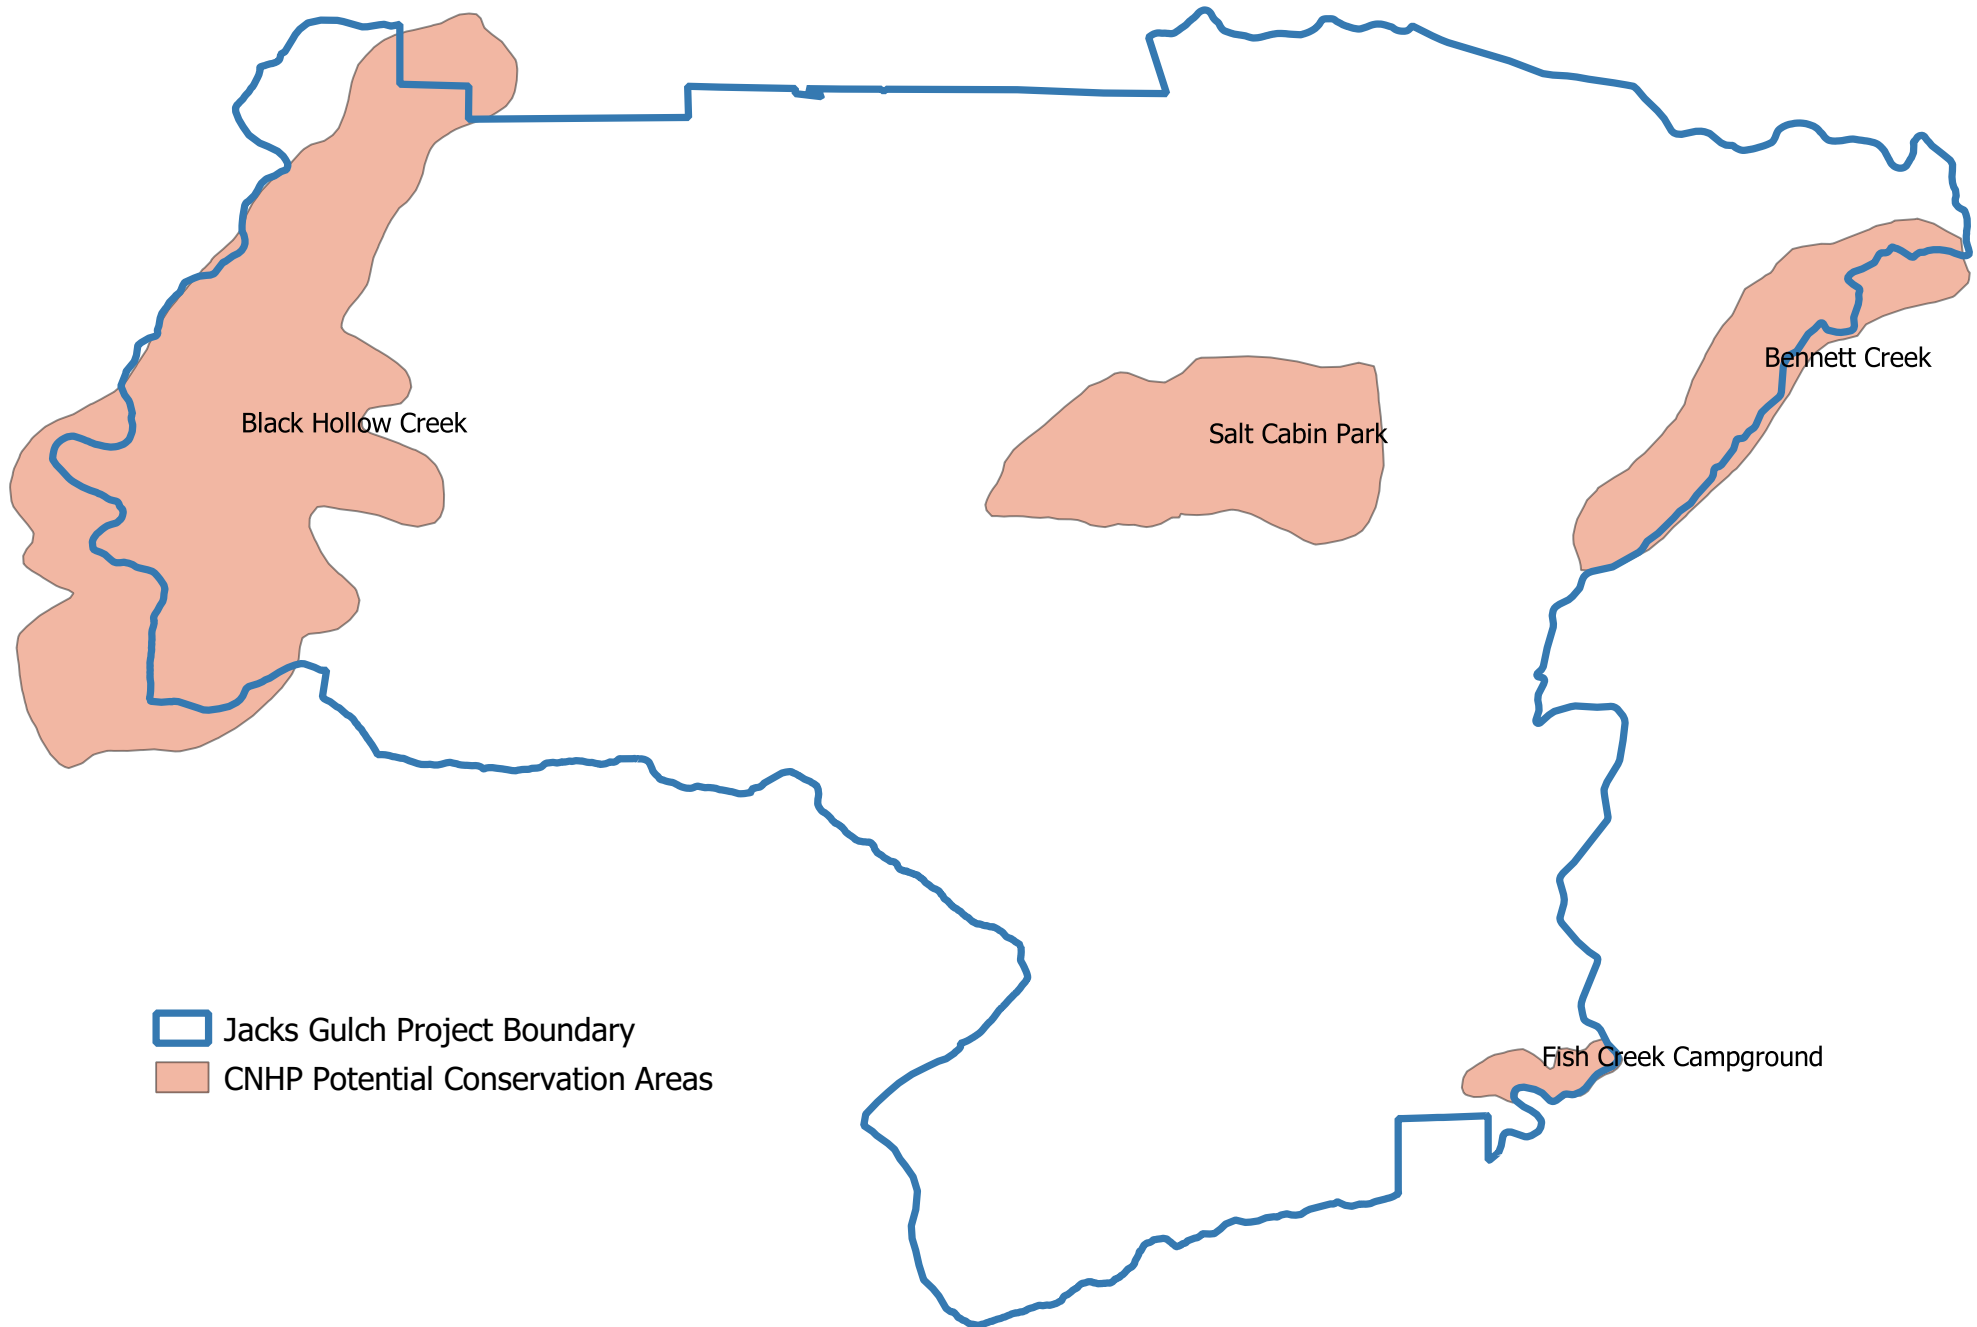 Bennett Creek
Black Hollow Creek
Salt Cabin Park
Jacks Gulch Project Boundary
Fish Creek Campground
CNHP Potential Conservation Areas